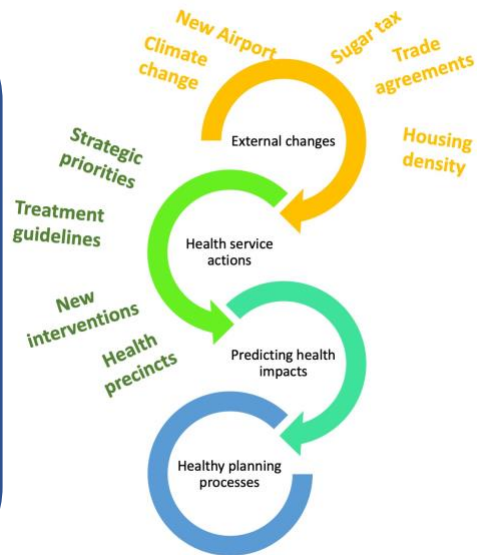 New Airport
Climate
change
Sugar tax
Trade
agreements
Housing
density
External changes
Strategic
priorities
Treatment
guidelines
New
interventions
Health
precincts
Health service
actions
Predicting health
impacts
Healthy planning
processes